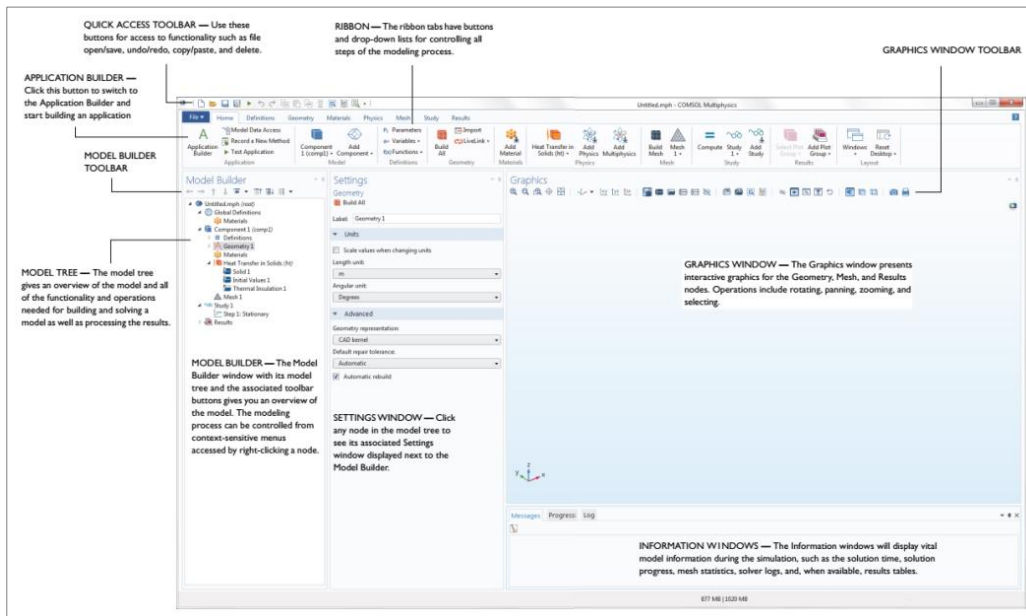 QUICK ACCESS TOOLBAR — Use these
buttons for access to functionality such as file
open/save, undo/redo, copy/paste, and delete.
RIBBON — The ribbon tabs have buttons
and drop-down lists for controlling all
steps of the modeling process.
GRAPHICS WINDOW TOOLBAR
APPLICATION BUILDER —
Click this button to switch to
the Application Builder and
start building an application
MODEL BUILDER
TOOLBAR
Untitled.mph - COMSOL Multiphysics
File Home Definitions Geometry Materials Physics Mesh Study Results
Application
Builder
Model Data Access
Record a New Method
Test Application
Application
Component
1 (comp1)
Add
Component
Model
Pi Parameters
a= Variables
f(x) Functions
Definitions
Build
All
Import
LiveLink
Geometry
Add
Material
Materials
Heat Transfer in
Solids (ht)
Add
Physics
Add
Multiphysics
Physics
Build
Mesh
Mesh
1
Mesh
Compute
Study
1
Add
Study
Study
Select Plot
Group
Add Plot
Group
Results
Windows
Reset
Desktop
Layout
Model Builder
Untitled.mph (root)
Global Definitions
Materials
Component 1 (comp1)
Definitions
Geometry 1
Materials
Heat Transfer in Solids (ht)
Solid 1
Initial Values 1
Thermal Insulation 1
Mesh 1
Study 1
Step 1: Stationary
Results
Settings
Geometry
Build All
Label: Geometry 1
Units
Scale values when changing units
Length unit:
m
Angular unit:
Degrees
Advanced
Geometry representation:
CAD kernel
Default repair tolerance:
Automatic
Automatic rebuild
Graphics
MODEL TREE — The model tree
gives an overview of the model and all
of the functionality and operations
needed for building and solving a
model as well as processing the results.
MODEL BUILDER — The Model
Builder window with its model
tree and the associated toolbar
buttons gives you an overview of
the model. The modeling
process can be controlled from
context-sensitive menus
accessed by right-clicking a node.
SETTINGS WINDOW — Click
any node in the model tree to
see its associated Settings
window displayed next to the
Model Builder.
GRAPHICS WINDOW — The Graphics window presents
interactive graphics for the Geometry, Mesh, and Results
nodes. Operations include rotating, panning, zooming, and
selecting.
z
y x
Messages Progress Log
INFORMATION WINDOWS — The Information windows will display vital
model information during the simulation, such as the solution time, solution
progress, mesh statistics, solver logs, and, when available, results tables.
877 MB | 1020 MB